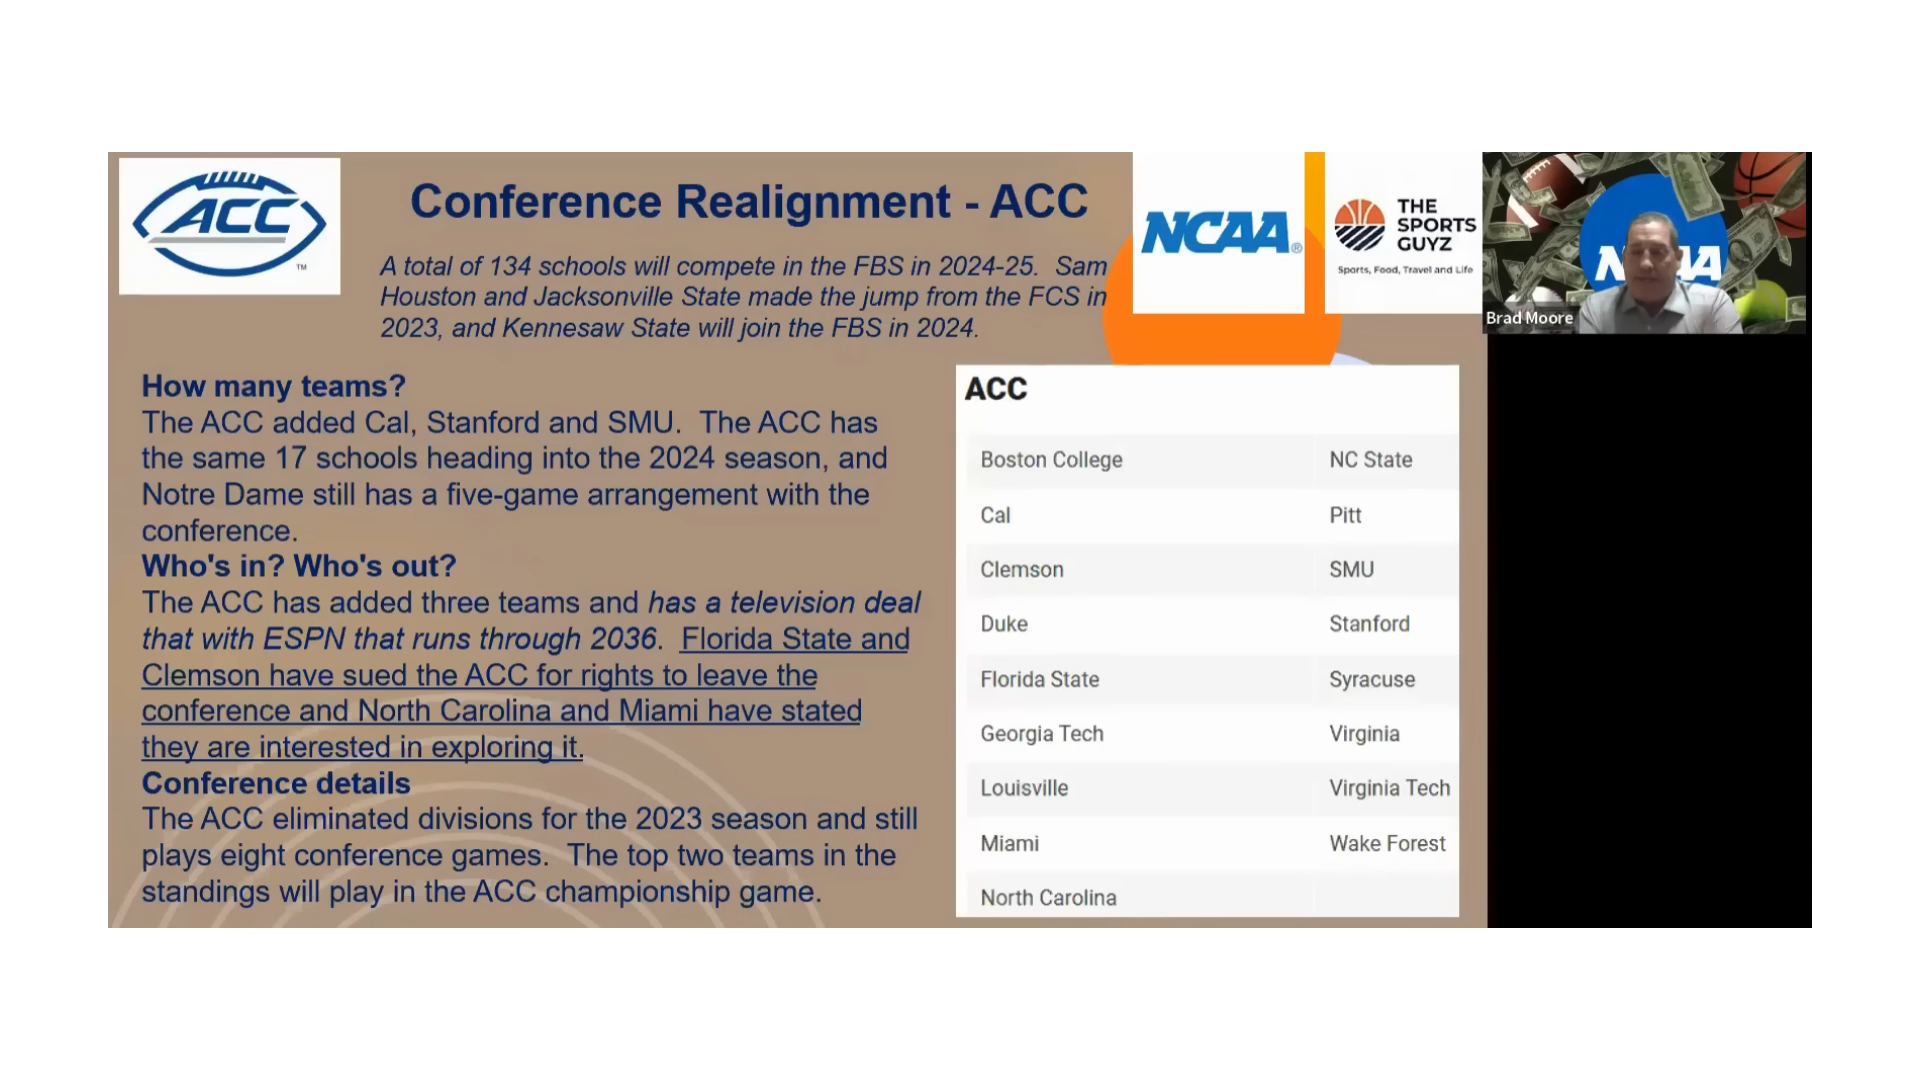 ACC
TM
Conference Realignment - ACC
A total of 134 schools will compete in the FBS in 2024-25.  Sam
Houston and Jacksonville State made the jump from the FCS in
2023, and Kennesaw State will join the FBS in 2024.
NCAA®
THE
SPORTS
GUYZ
Sports, Food, Travel and Life
Brad Moore
How many teams?
The ACC added Cal, Stanford and SMU.  The ACC has
the same 17 schools heading into the 2024 season, and
Notre Dame still has a five-game arrangement with the
conference.
Who's in? Who's out?
The ACC has added three teams and has a television deal
that with ESPN that runs through 2036.  Florida State and
Clemson have sued the ACC for rights to leave the
conference and North Carolina and Miami have stated
they are interested in exploring it.
Conference details
The ACC eliminated divisions for the 2023 season and still
plays eight conference games.  The top two teams in the
standings will play in the ACC championship game.
ACC
Boston College NC State
Cal Pitt
Clemson SMU
Duke Stanford
Florida State Syracuse
Georgia Tech Virginia
Louisville Virginia Tech
Miami Wake Forest
North Carolina